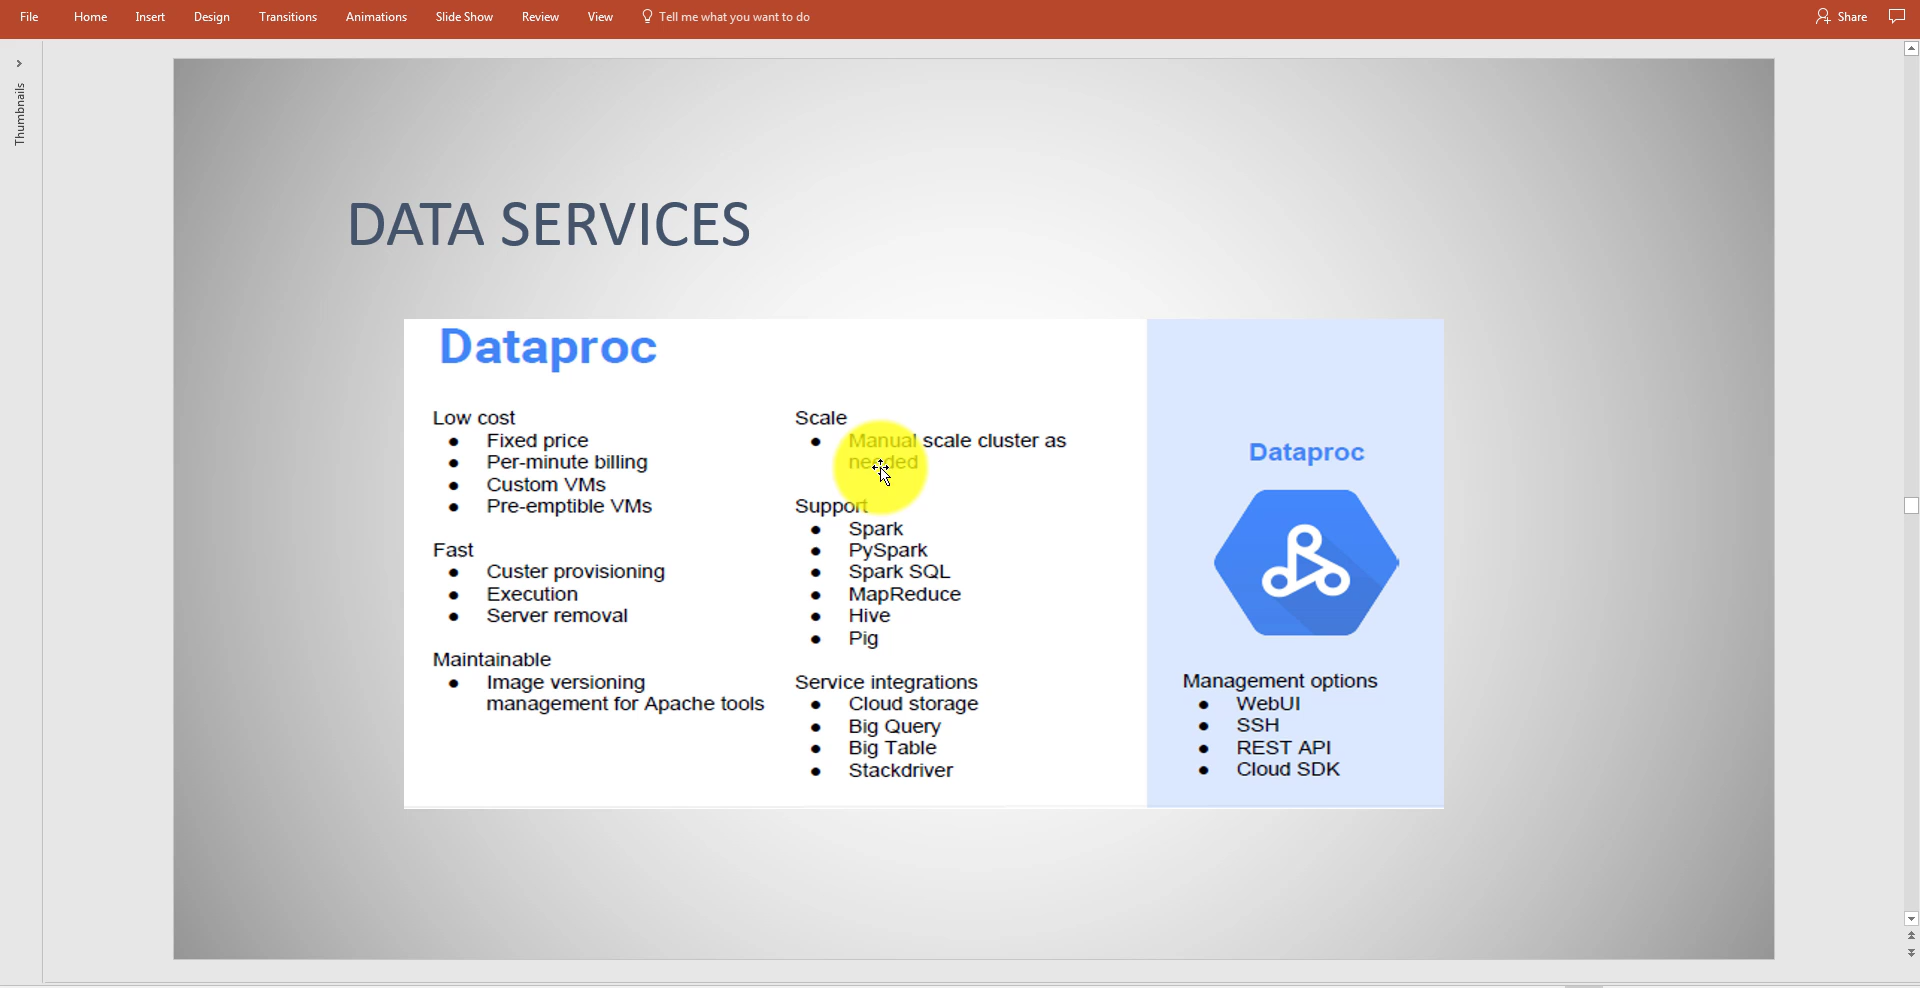 File Home Insert Design Transitions Animations Slide Show Review View Tell me what you want to do Share
Thumbnails
DATA SERVICES
Dataproc
Low cost
● Fixed price
● Per-minute billing
● Custom VMs
● Pre-emptible VMs
Fast
● Custer provisioning
● Execution
● Server removal
Maintainable
● Image versioning
management for Apache tools
Scale
● Manual scale cluster as
needed
Support
● Spark
● PySpark
● Spark SQL
● MapReduce
● Hive
● Pig
Service integrations
● Cloud storage
● Big Query
● Big Table
● Stackdriver
Dataproc
Management options
● WebUI
● SSH
● REST API
● Cloud SDK